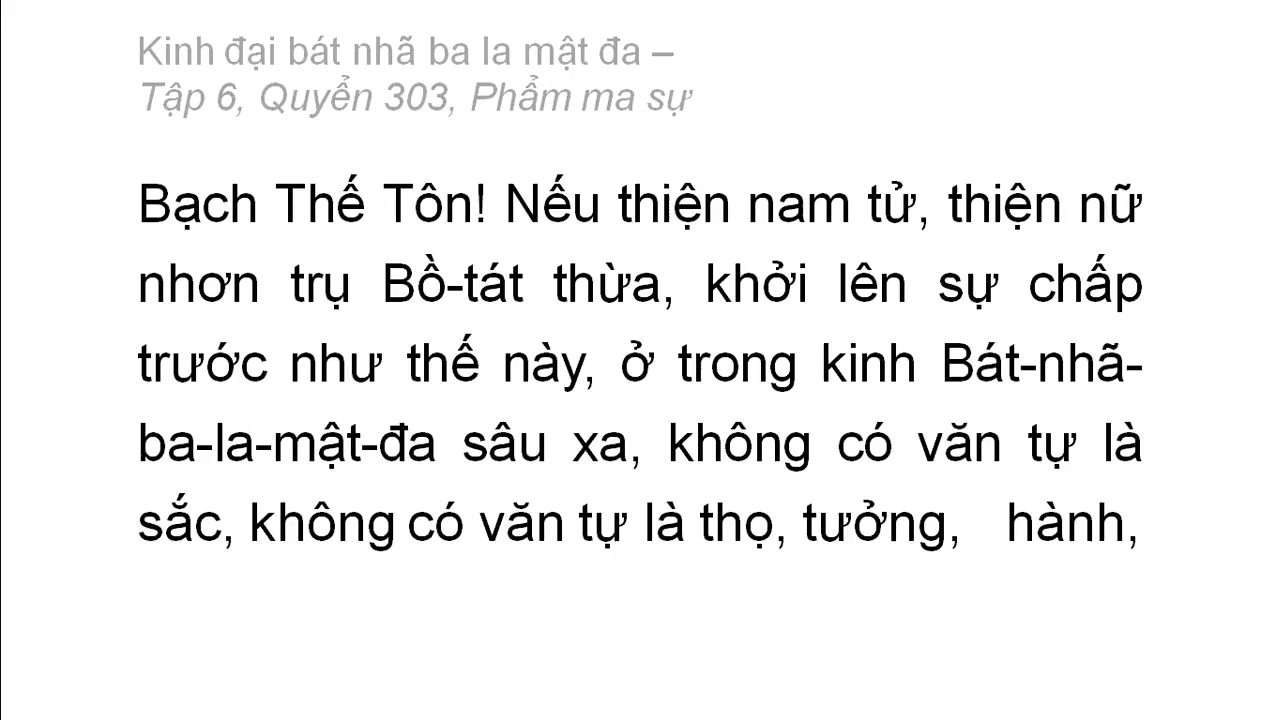 Kinh đại bát nhã ba la mật đa –
Tập 6, Quyển 303, Phẩm ma sự
Bạch Thế Tôn! Nếu thiện nam tử, thiện nữ
nhơn trụ Bồ-tát thừa, khởi lên sự chấp
trước như thế này, ở trong kinh Bát-nhã-
ba-la-mật-đa sâu xa, không có văn tự là
sắc, không có văn tự là thọ, tưởng, hành,